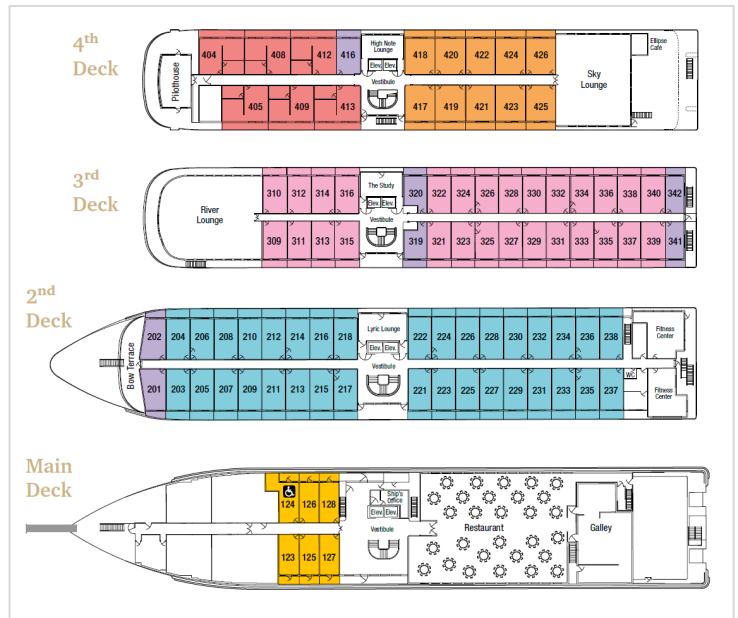 4th
Deck
404 408 412 416
High Note
Lounge
418 420 422 424 426
Ellipse
Café
Pilothouse
Elev. Elev.
Vestibule
Sky
Lounge
405 409 413
417 419 421 423 425
3rd
Deck
310 312 314 316
The Study
320 322 324 326 328 330 332 334 336 338 340 342
River
Lounge
Elev. Elev.
Vestibule
309 311 313 315
319 321 323 325 327 329 331 333 335 337 339 341
2nd
Deck
202 204 206 208 210 212 214 216 218
Lyric Lounge
222 224 226 228 230 232 234 236 238
Fitness
Center
Bow Terrace
Elev. Elev.
Vestibule
WC
201 203 205 207 209 211 213 215 217
221 223 225 227 229 231 233 235 237
Fitness
Center
Main
Deck
124 126 128
Ship's
Office
Elev. Elev.
Vestibule
Restaurant
Galley
123 125 127